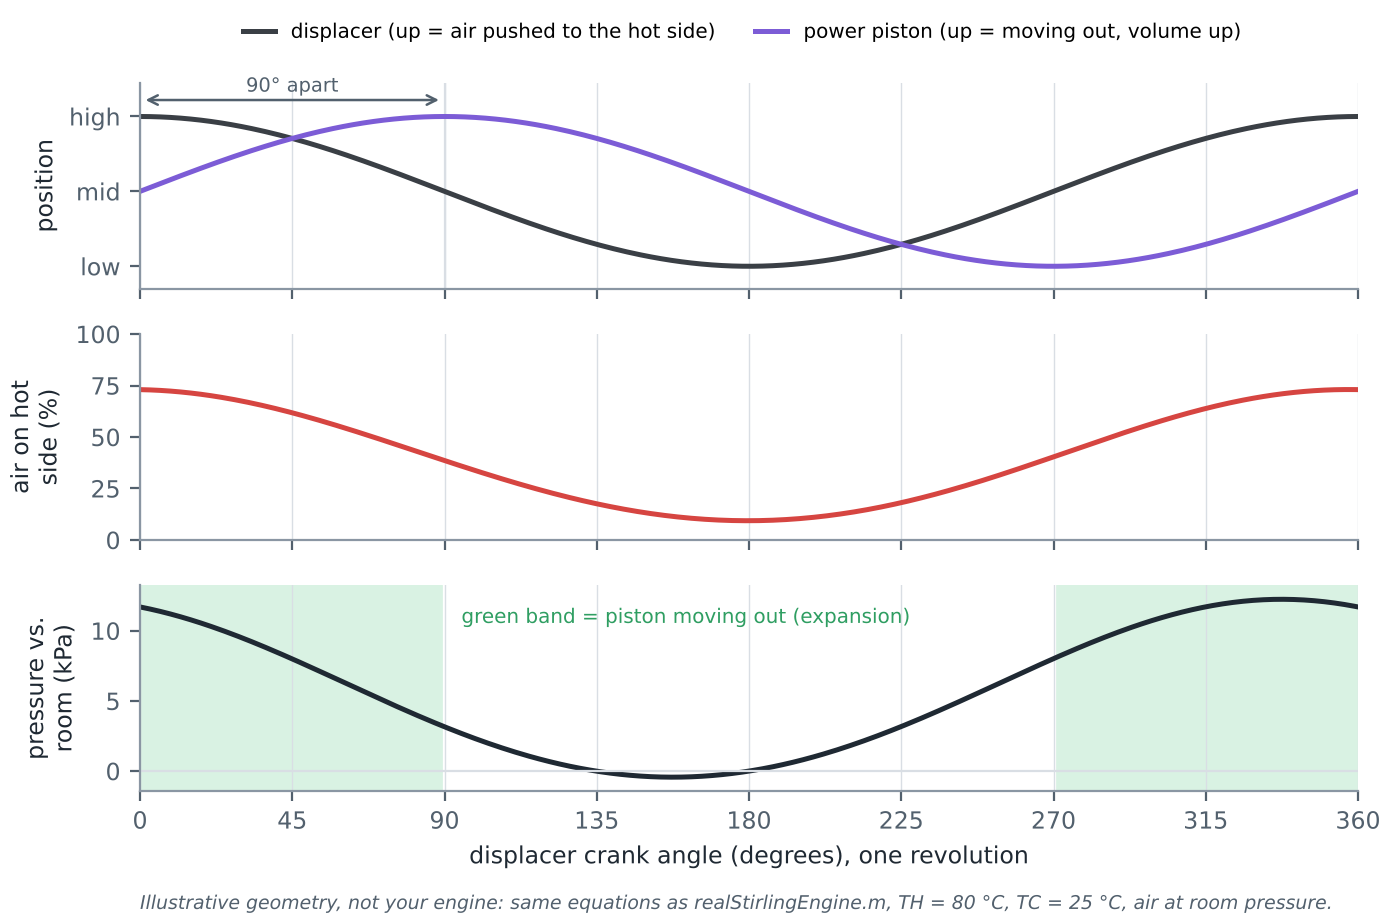 displacer (up = air pushed to the hot side)
power piston (up = moving out, volume up)
90° apart
position
high
mid
low
air on hot
side (%)
100
75
50
25
0
pressure vs.
room (kPa)
10
5
0
green band = piston moving out (expansion)
0 45 90 135 180 225 270 315 360
displacer crank angle (degrees), one revolution
Illustrative geometry, not your engine: same equations as realStirlingEngine.m, TH = 80 °C, TC = 25 °C, air at room pressure.